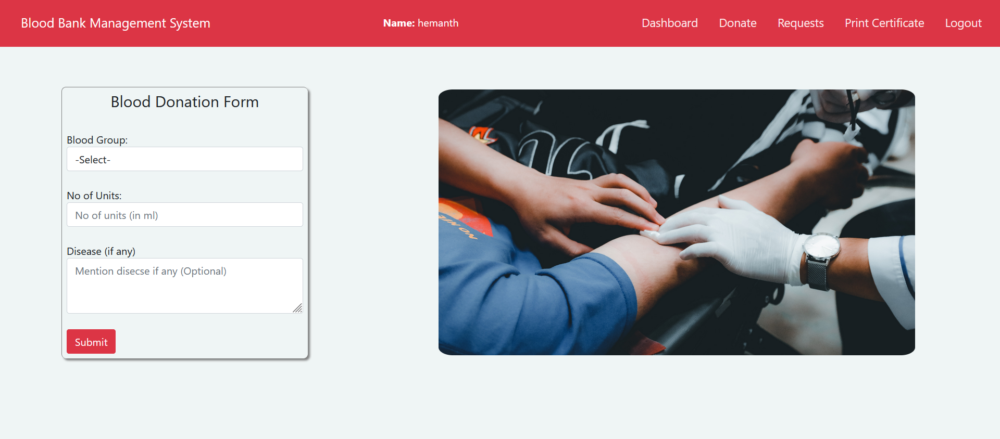 Blood Bank Management System
Name: hemanth
Dashboard Donate Requests Print Certificate Logout
Blood Donation Form
Blood Group:
-Select-
No of Units:
No of units (in ml)
Disease (if any)
Mention disecse if any (Optional)
Submit
16